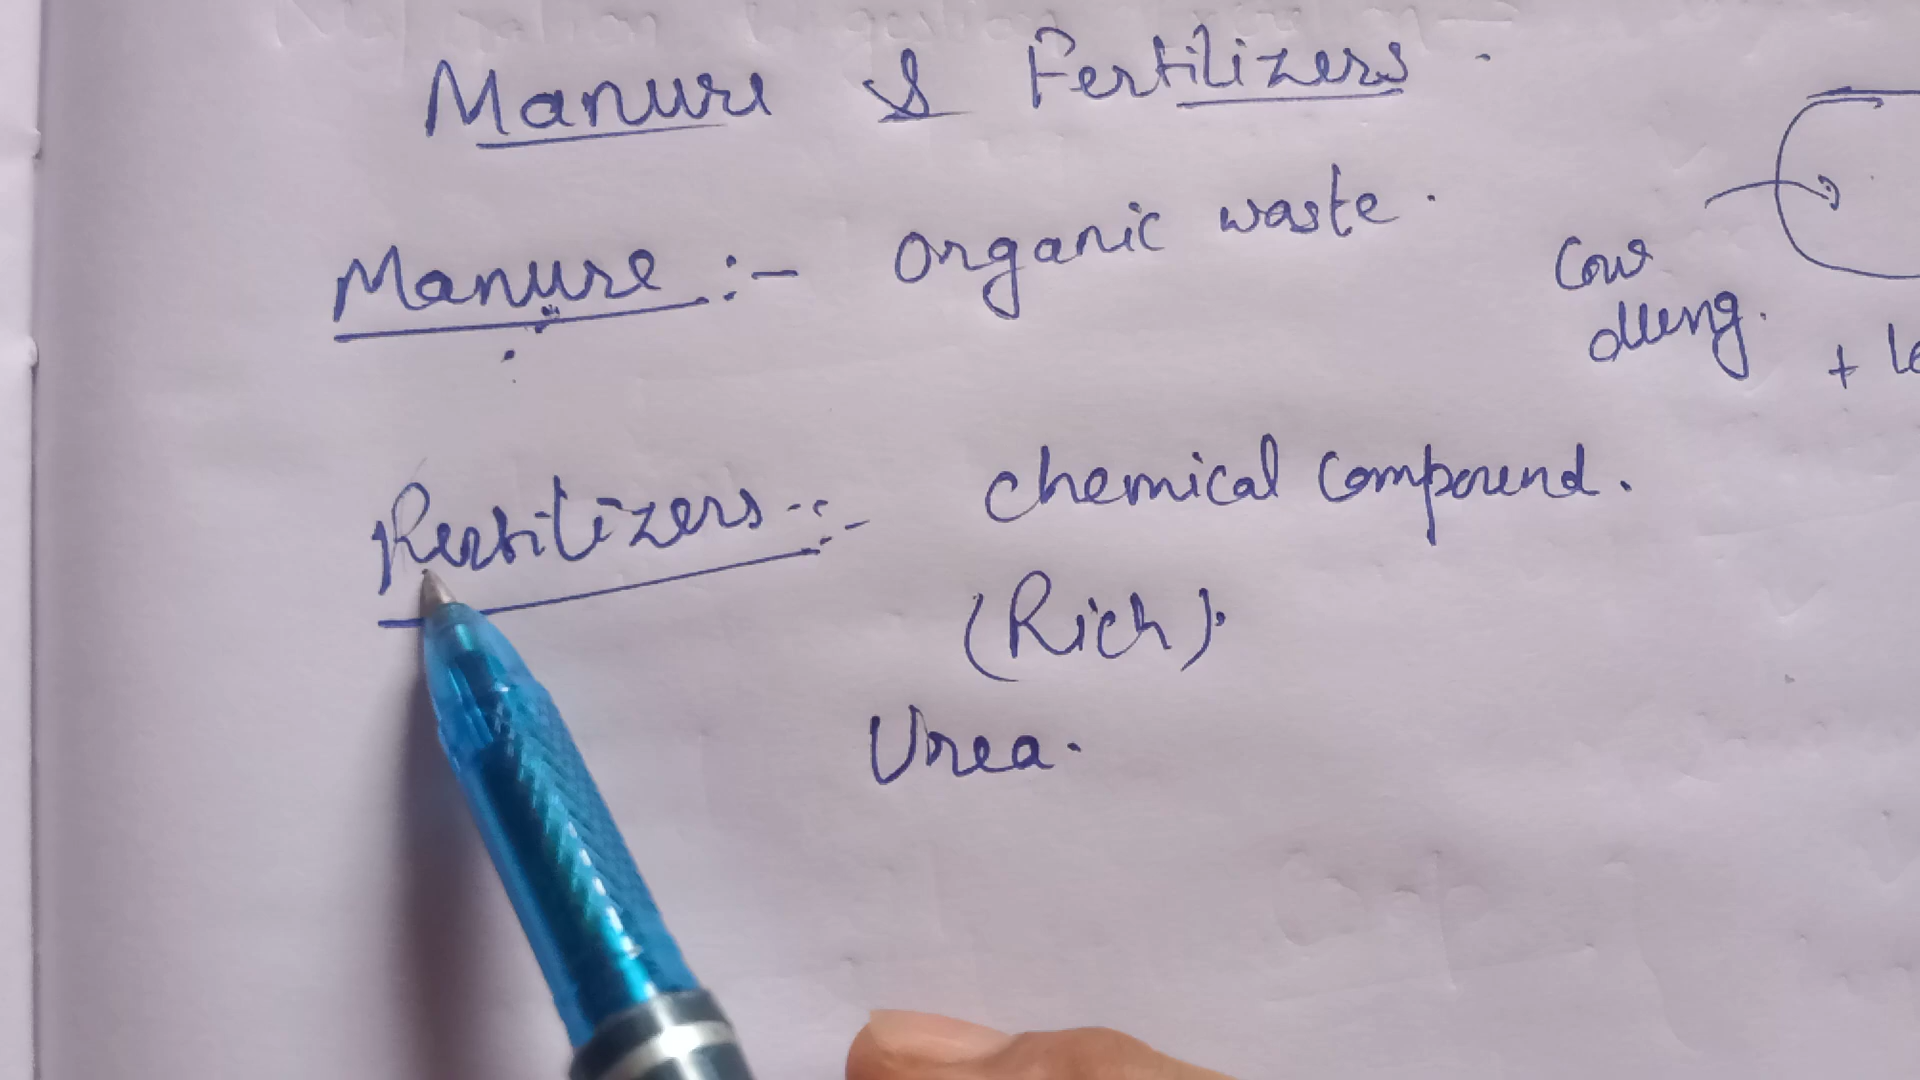 Manure & Fertilizers.
Manure :- Organic waste.
Cow
dung.
+
Fertilizers :- Chemical Compound.
(Rich).
Urea.